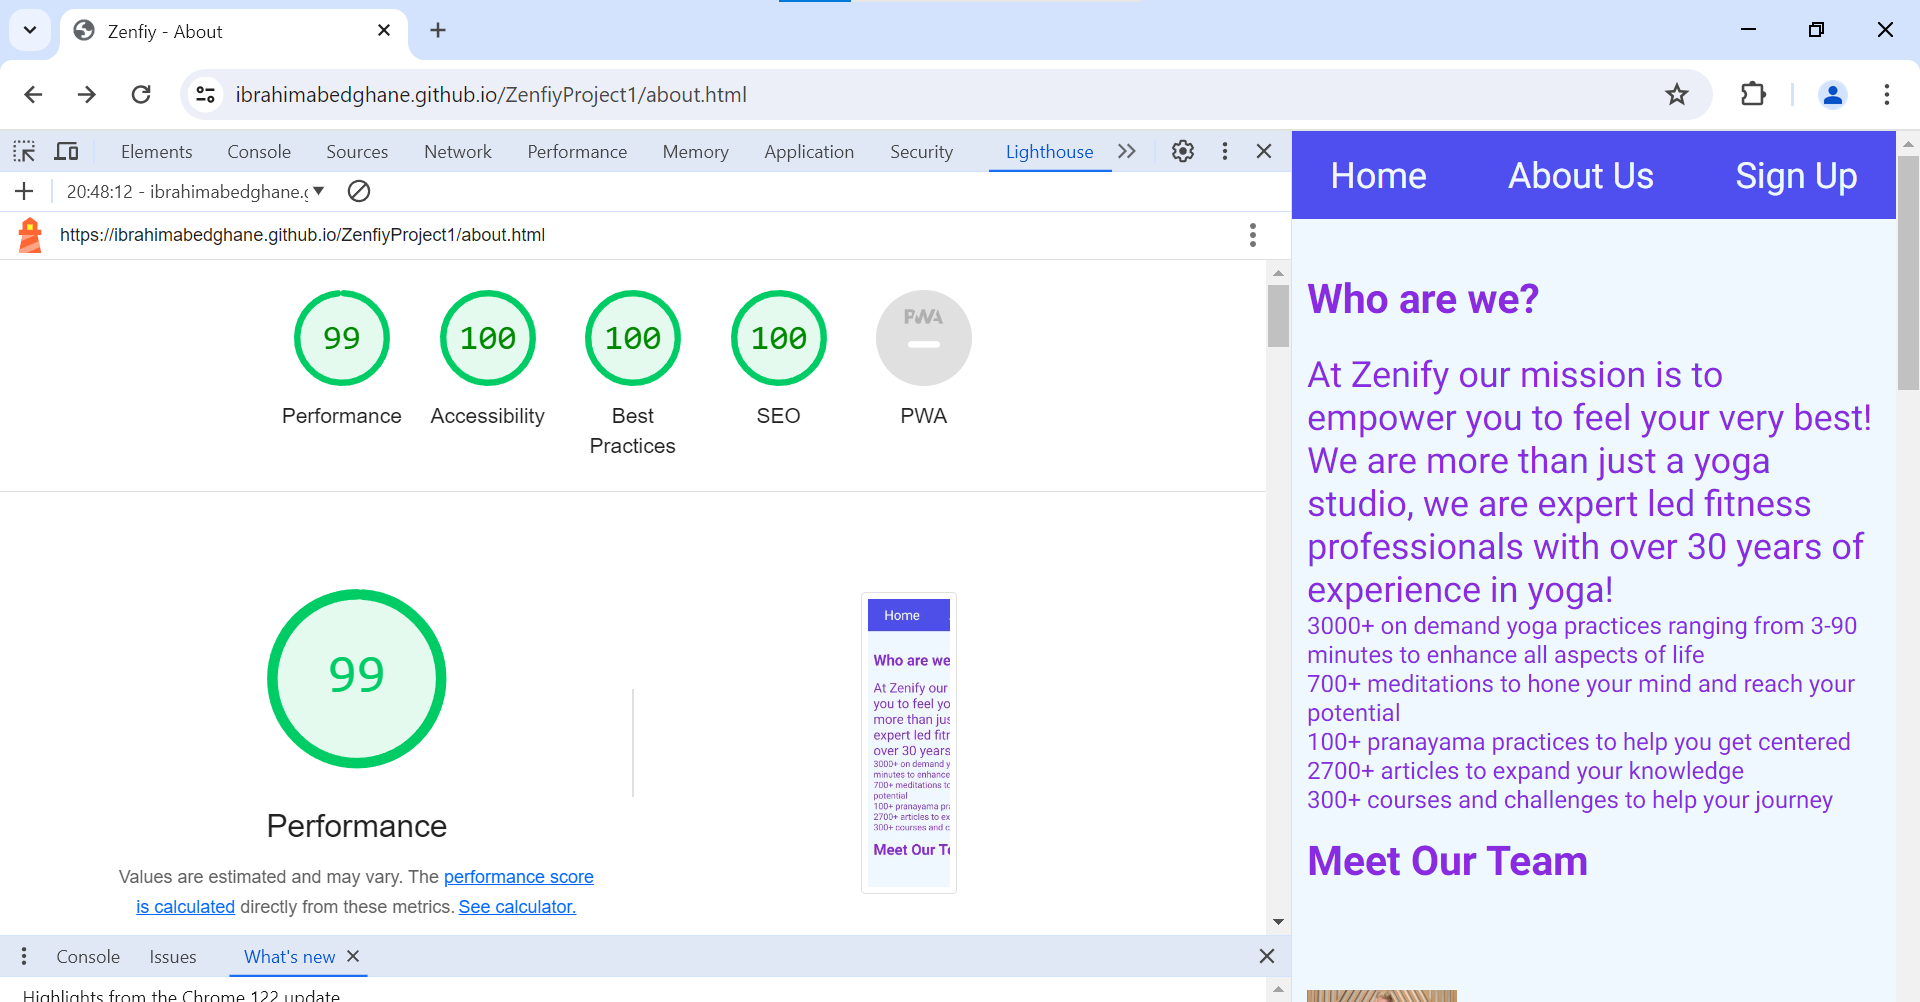 Zenfiy - About
ibrahimabedghane.github.io/ZenfiyProject1/about.html
Elements Console Sources Network Performance Memory Application Security Lighthouse
20:48:12 - ibrahimabedghane.g
https://ibrahimabedghane.github.io/ZenfiyProject1/about.html
99 100 100 100 PWA
Performance Accessibility Best Practices SEO PWA
99
Performance
Values are estimated and may vary. The performance score
is calculated directly from these metrics. See calculator.
Home
Who are we
At Zenify our
you to feel yo
more than jus
expert led fitn
over 30 years
3000+ on demand y
minutes to enhance
700+ meditations to
potential
100+ pranayama pra
2700+ articles to ex
300+ courses and c
Meet Our Te
Console Issues What's new
Highlights from the Chrome 122 update
Home About Us Sign Up
Who are we?
At Zenify our mission is to
empower you to feel your very best!
We are more than just a yoga
studio, we are expert led fitness
professionals with over 30 years of
experience in yoga!
3000+ on demand yoga practices ranging from 3-90
minutes to enhance all aspects of life
700+ meditations to hone your mind and reach your
potential
100+ pranayama practices to help you get centered
2700+ articles to expand your knowledge
300+ courses and challenges to help your journey
Meet Our Team